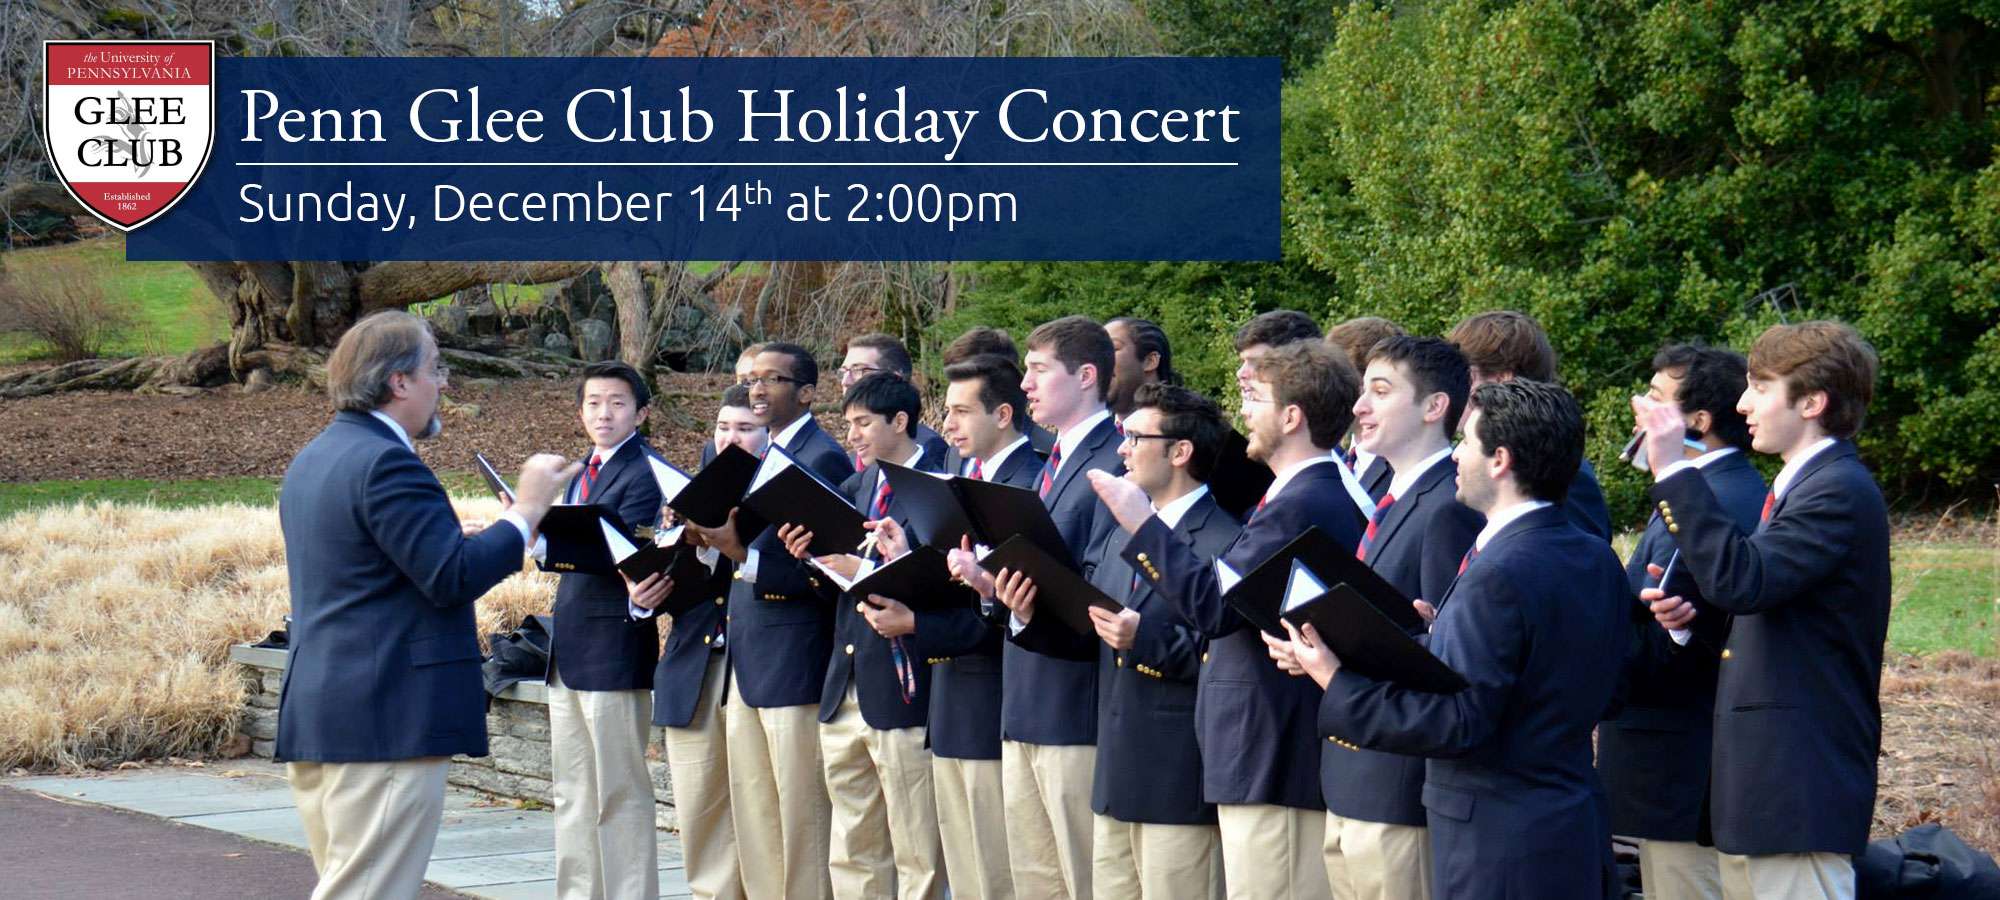 the University of
PENNSYLVANIA
GLEE
CLUB
Established
1862
Penn Glee Club Holiday Concert
Sunday, December 14th at 2:00pm